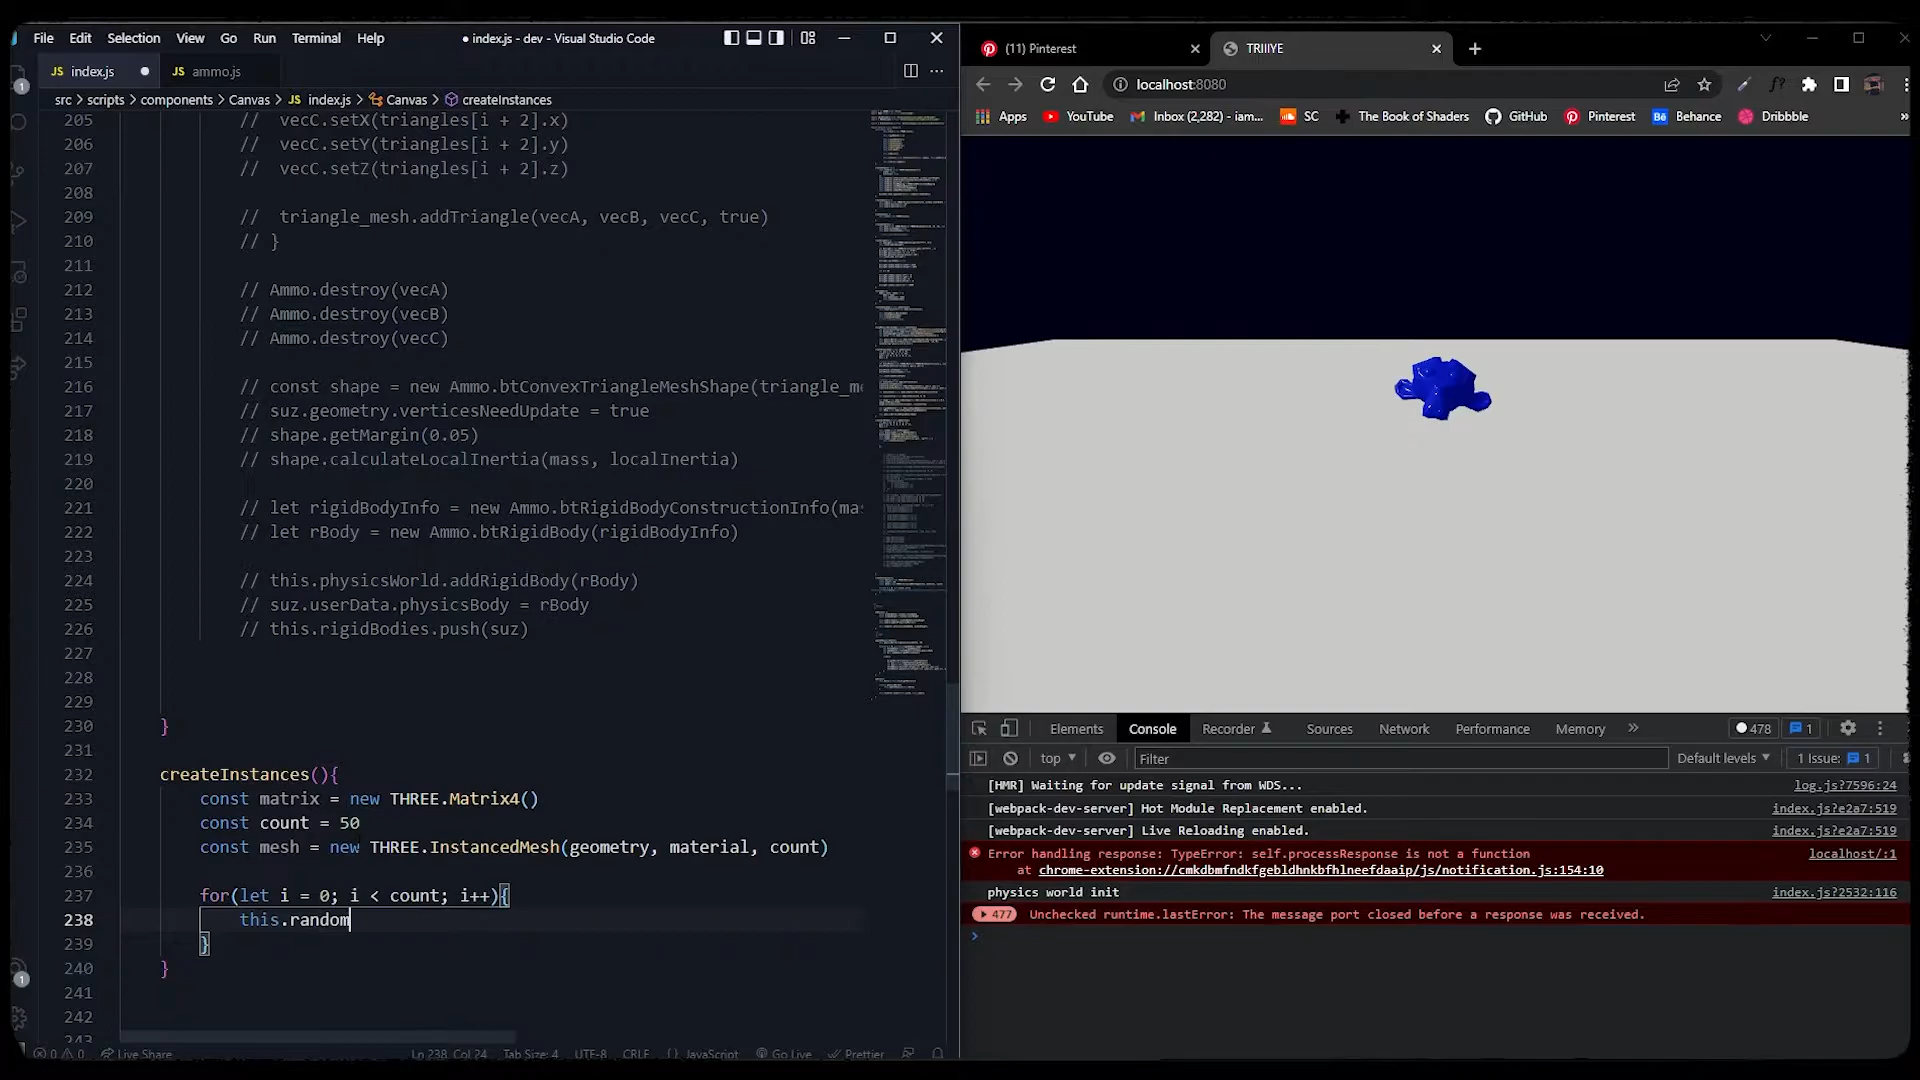 File Edit Selection View Go Run Terminal Help
● index.js - dev - Visual Studio Code
JS index.js ●
JS ammo.js
src > scripts > components > Canvas > JS index.js > Canvas > createInstances
205 // vecC.setX(triangles[i + 2].x)
206 // vecC.setY(triangles[i + 2].y)
207 // vecC.setZ(triangles[i + 2].z)
208
209 // triangle_mesh.addTriangle(vecA, vecB, vecC, true)
210 // }
211
212 // Ammo.destroy(vecA)
213 // Ammo.destroy(vecB)
214 // Ammo.destroy(vecC)
215
216 // const shape = new Ammo.btConvexTriangleMeshShape(triangle_me
217 // suz.geometry.verticesNeedUpdate = true
218 // shape.getMargin(0.05)
219 // shape.calculateLocalInertia(mass, localInertia)
220
221 // let rigidBodyInfo = new Ammo.btRigidBodyConstructionInfo(mas
222 // let rBody = new Ammo.btRigidBody(rigidBodyInfo)
223
224 // this.physicsWorld.addRigidBody(rBody)
225 // suz.userData.physicsBody = rBody
226 // this.rigidBodies.push(suz)
227
228
229
230 }
231
232 createInstances(){
233 const matrix = new THREE.Matrix4()
234 const count = 50
235 const mesh = new THREE.InstancedMesh(geometry, material, count)
236
237 for(let i = 0; i < count; i++){
238 this.random
239 }
240 }
241
242
243
1
1
0 0 Live Share
Ln 238, Col 24 Tab Size: 4 UTF-8 CRLF {} JavaScript Go Live Prettier
(11) Pinterest
TRIIIYE
localhost:8080
f?
Apps YouTube Inbox (2,282) - iam... SC The Book of Shaders GitHub Pinterest Behance Dribbble »
Elements Console Recorder Sources Network Performance Memory » 478 1
top Filter Default levels 1 Issue: 1
[HMR] Waiting for update signal from WDS... log.js?7596:24
[webpack-dev-server] Hot Module Replacement enabled. index.js?e2a7:519
[webpack-dev-server] Live Reloading enabled. index.js?e2a7:519
Error handling response: TypeError: self.processResponse is not a function localhost/:1
at chrome-extension://cmkdbmfndkfgebldhnkbfhlneefdaaip/js/notification.js:154:10
physics world init index.js?2532:116
477 Unchecked runtime.lastError: The message port closed before a response was received.